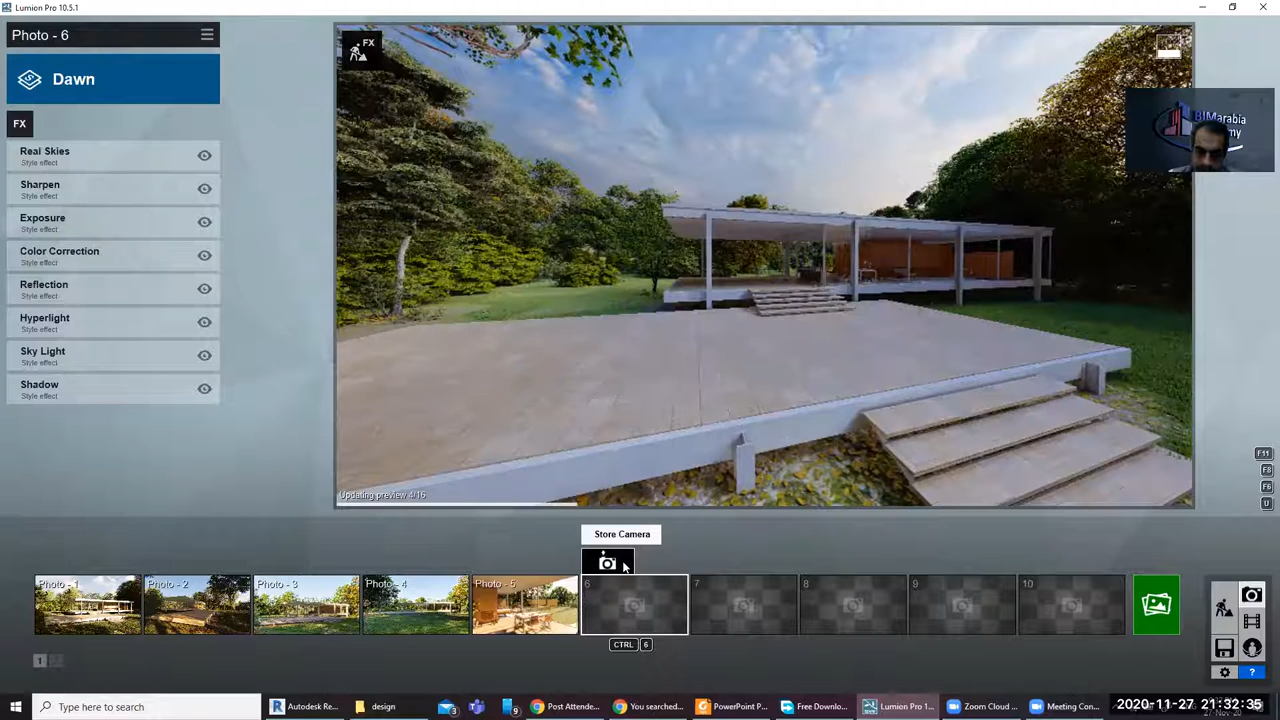 Lumion Pro 10.5.1
Photo - 6
Dawn
FX
Real Skies
Style effect
Sharpen
Style effect
Exposure
Style effect
Color Correction
Style effect
Reflection
Style effect
Hyperlight
Style effect
Sky Light
Style effect
Shadow
Style effect
FX
BIMarabia
Updating preview 4/16
F11
F8
F6
U
Store Camera
Photo - 1
Photo - 2
Photo - 3
Photo - 4
Photo - 5
6
7
8
9
10
CTRL 6
1
2
?
Type here to search
Autodesk Re...
design
3
9
Post Attende...
You searched...
PowerPoint P...
Free Downlo...
Lumion Pro 1...
Zoom Cloud ...
Meeting Con...
2020-11-27 21:32:35